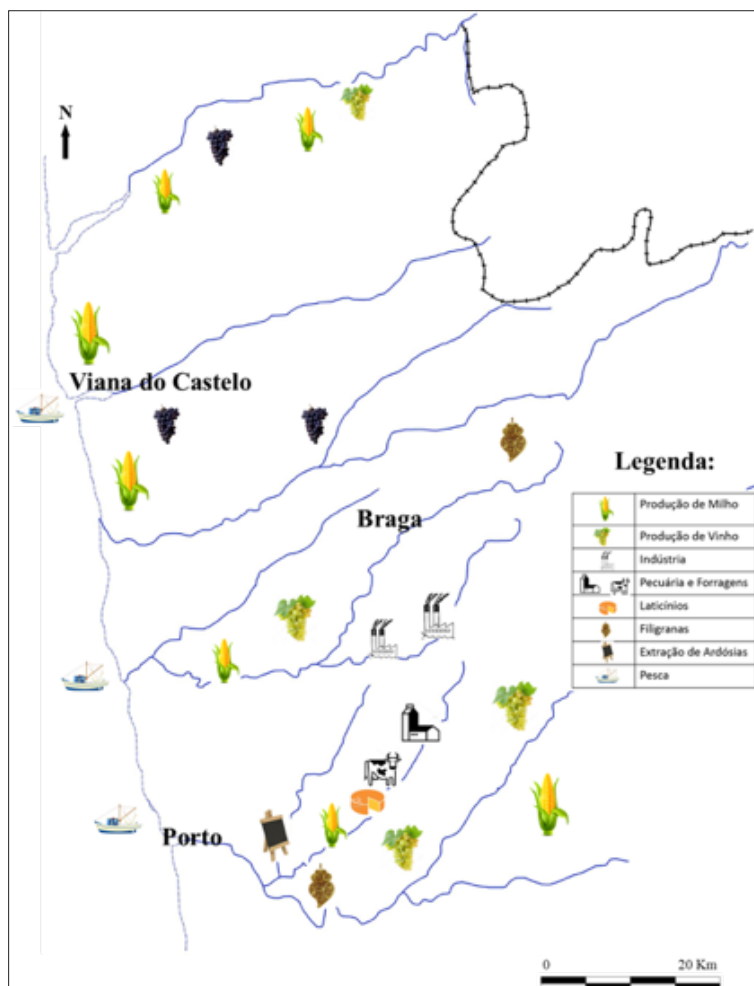 N
Viana do Castelo
Braga
Porto
Legenda:
Produção de Milho
Produção de Vinho
Indústria
Pecuária e Forragens
Laticínios
Filigranas
Extração de Ardósias
Pesca
0 20 Km